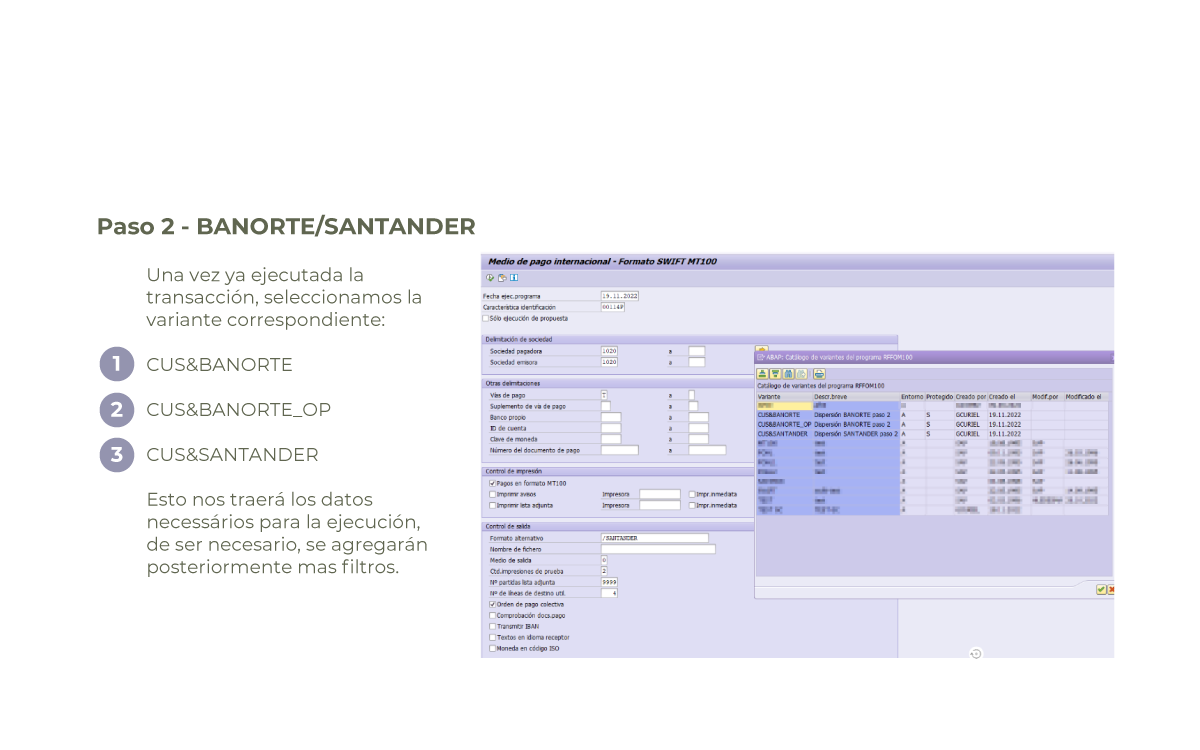 Paso 2 - BANORTE/SANTANDER
Una vez ya ejecutada la
transacción, seleccionamos la
variante correspondiente:
1 CUS&BANORTE
2 CUS&BANORTE_OP
3 CUS&SANTANDER
Esto nos traerá los datos
necessários para la ejecución,
de ser necesario, se agregarán
posteriormente mas filtros.
Medio de pago internacional - Formato SWIFT MT100
Fecha ejec.programa 19.11.2022
Característica identificación 00114P
Sólo ejecución de propuesta
Delimitación de sociedad
Sociedad pagadora 1020 a
Sociedad emisora 1020 a
Otras delimitaciones
Vías de pago T a
Suplemento de vía de pago a
Banco propio a
ID de cuenta a
Clave de moneda a
Número del documento de pago a
Control de impresión
Pagos en formato MT100
Imprimir avisos Impresora Impr.inmediata
Imprimir lista adjunta Impresora Impr.inmediata
Control de salida
Formato alternativo /SANTANDER
Nombre de fichero
Medio de salida 0
Ctd.impresiones de prueba 2
Nº partidas lista adjunta 9999
Nº de líneas de destino util. 4
Orden de pago colectiva
Comprobación docs.pago
Transmitir IBAN
Textos en idioma receptor
Moneda en código ISO
ABAP: Catálogo de variantes del programa RFFOM100
Catálogo de variantes del programa RFFOM100
Variante Descr.breve Entorno Protegido Creado por Creado el Modif.por Modificado el
CUS&BANORTE Dispersión BANORTE paso 2 A S GCURIEL 19.11.2022
CUS&BANORTE_OP Dispersión BANORTE paso 2 A S GCURIEL 19.11.2022
CUS&SANTANDER Dispersión SANTANDER paso 2 A S GCURIEL 19.11.2022